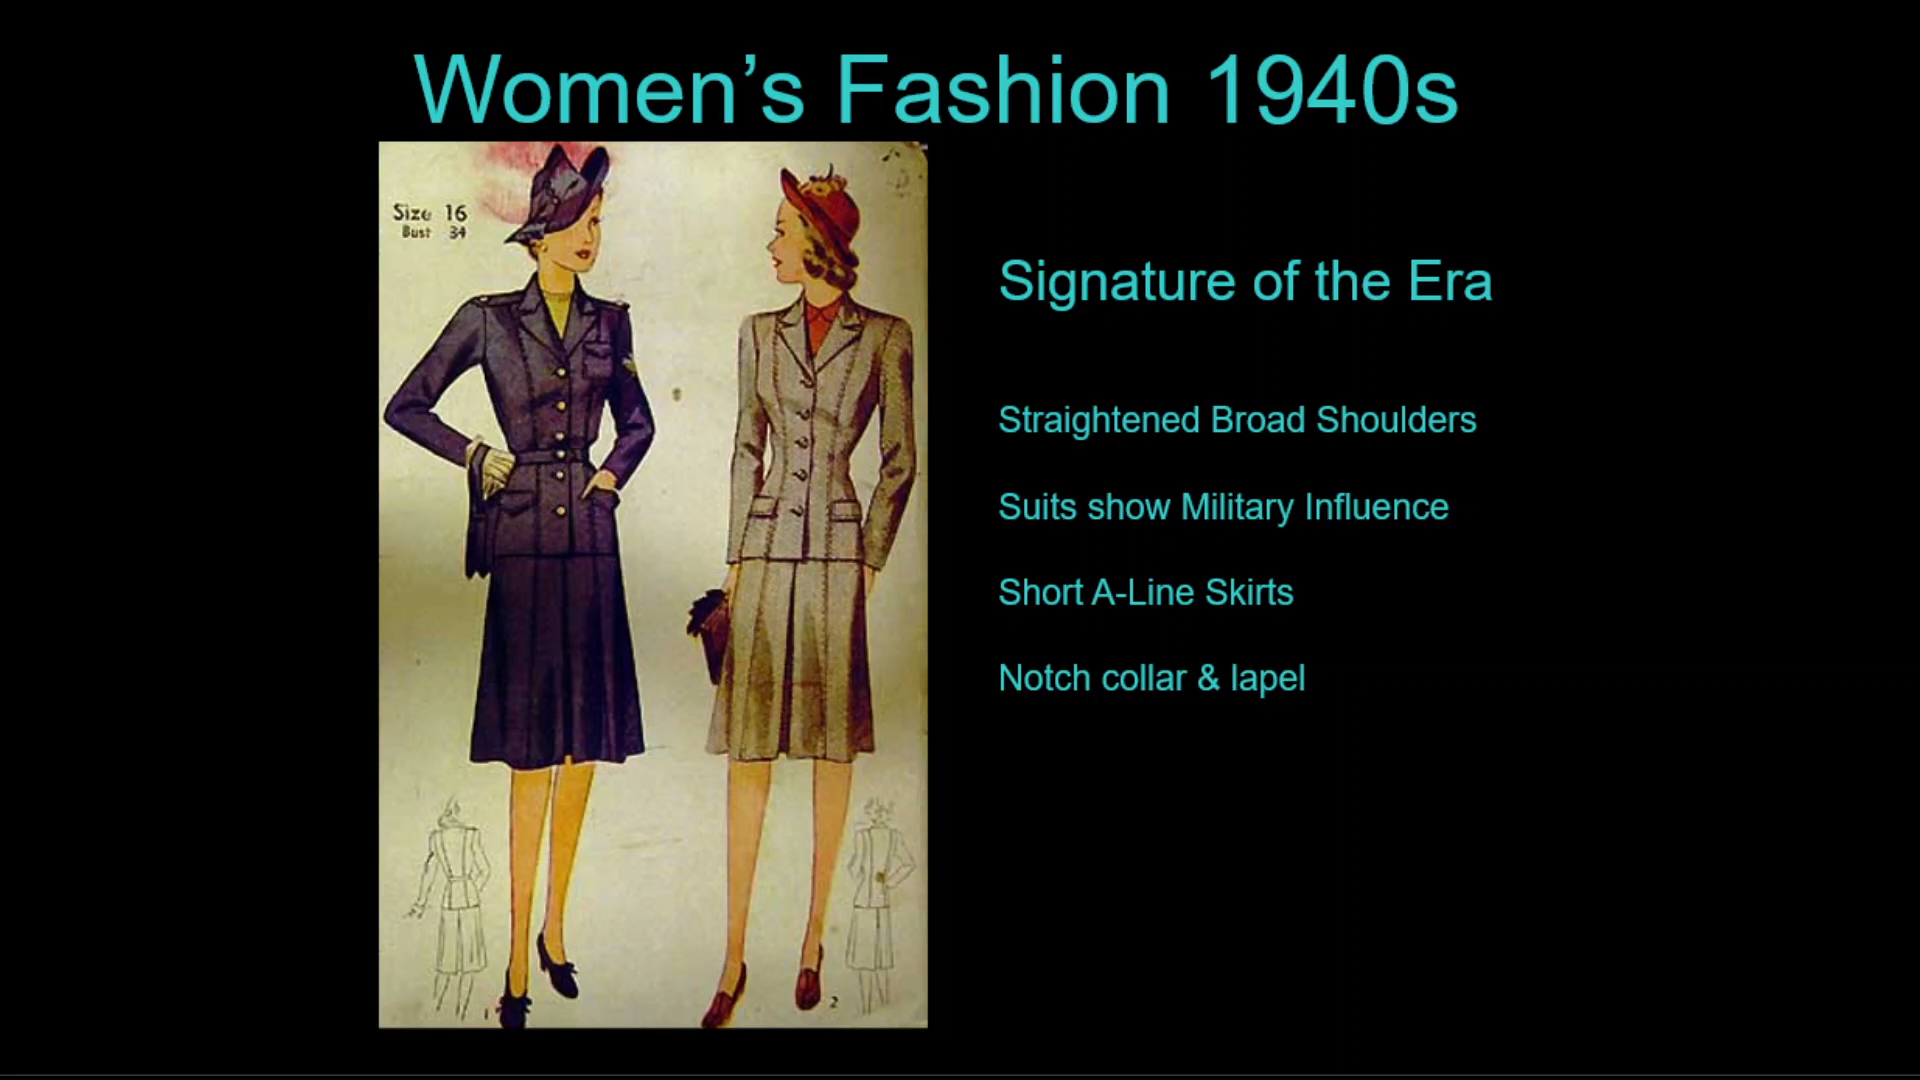 Women’s Fashion 1940s
Size 16
Bust 34
Signature of the Era
Straightened Broad Shoulders
Suits show Military Influence
Short A-Line Skirts
Notch collar & lapel
1
2